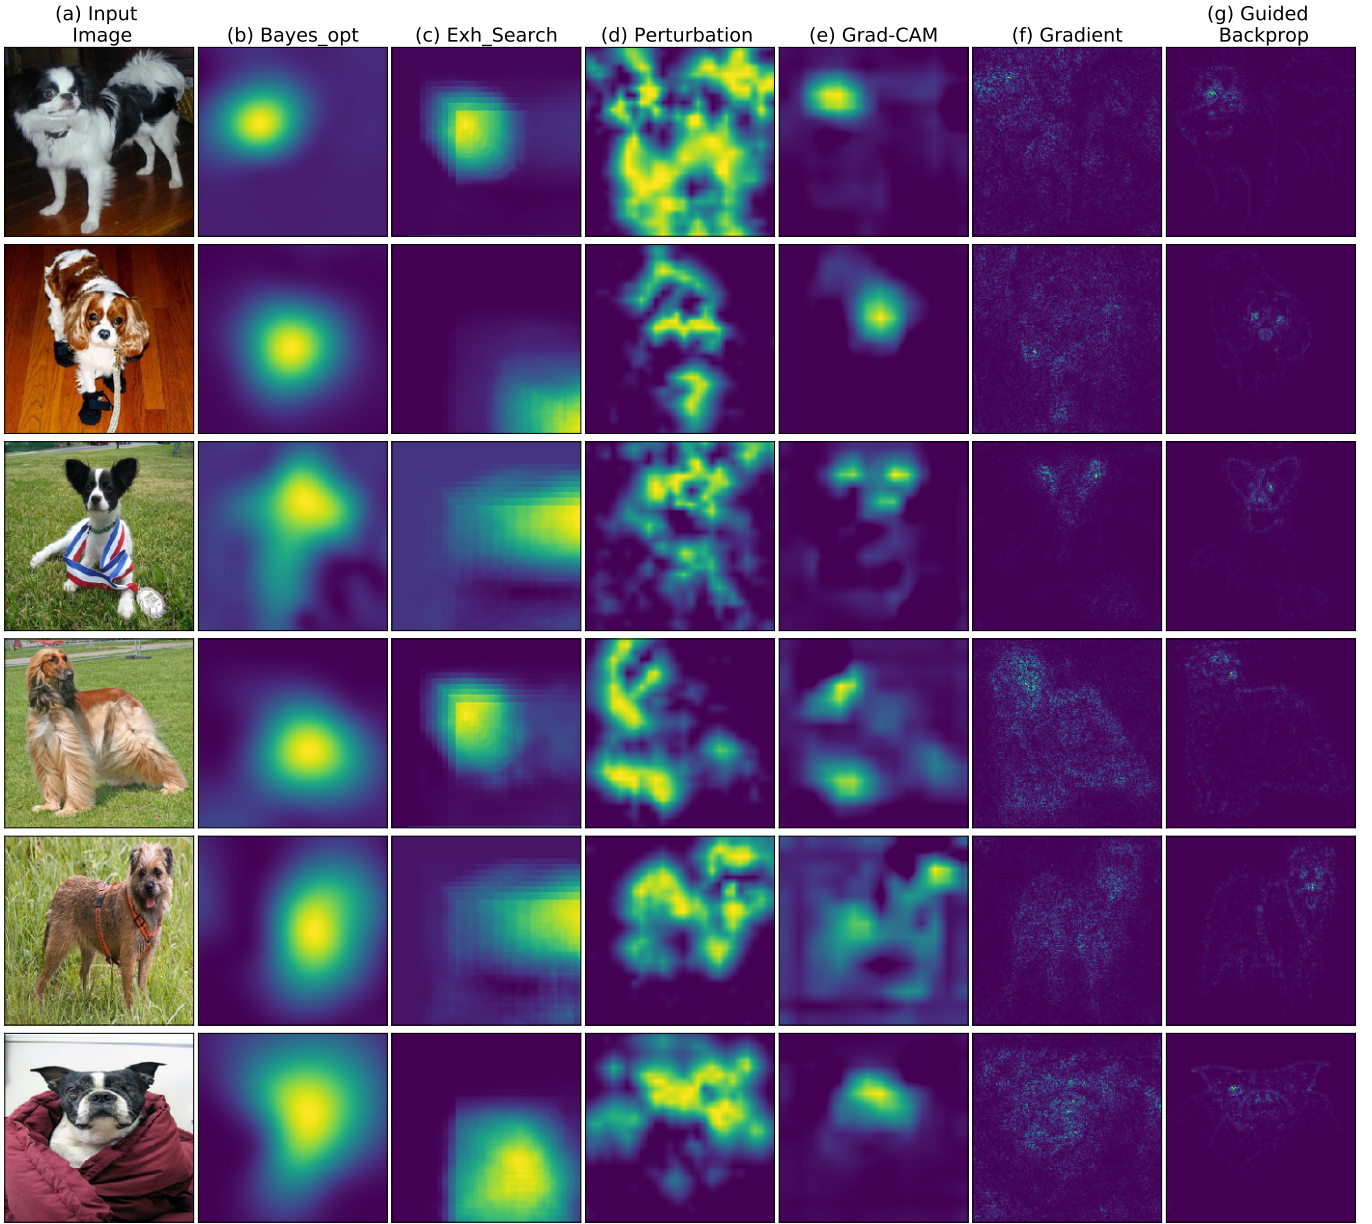 (a) Input
Image
(b) Bayes_opt
(c) Exh_Search
(d) Perturbation
(e) Grad-CAM
(f) Gradient
(g) Guided
Backprop